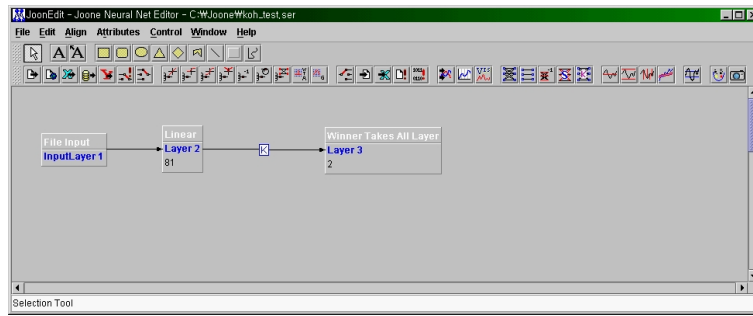 JoonEdit - Joone Neural Net Editor - C:₩Joone₩koh_test.ser
File Edit Align Attributes Control Window Help
A A
File Input
InputLayer 1
Linear
Layer 2
81
K
Winner Takes All Layer
Layer 3
2
Selection Tool